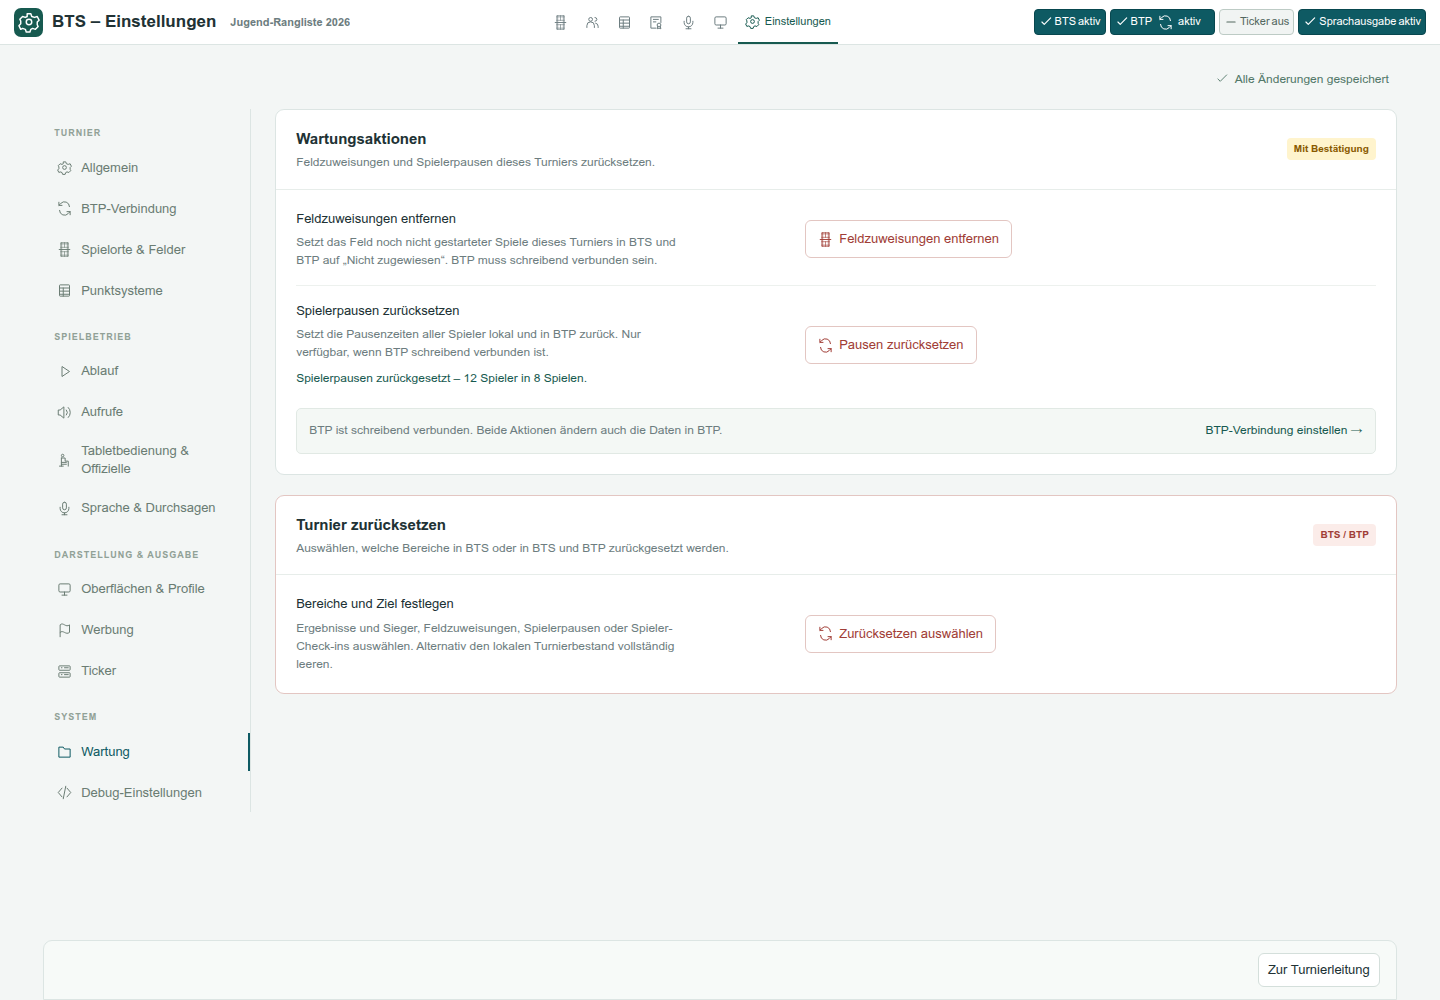 BTS – Einstellungen
Jugend-Rangliste 2026
Einstellungen
BTS aktiv
BTP aktiv
Ticker aus
Sprachausgabe aktiv
Alle Änderungen gespeichert
TURNIER
Allgemein
BTP-Verbindung
Spielorte & Felder
Punktsysteme
SPIELBETRIEB
Ablauf
Aufrufe
Tabletbedienung &
Offizielle
Sprache & Durchsagen
DARSTELLUNG & AUSGABE
Oberflächen & Profile
Werbung
Ticker
SYSTEM
Wartung
Debug-Einstellungen
Wartungsaktionen
Feldzuweisungen und Spielerpausen dieses Turniers zurücksetzen.
Mit Bestätigung
Feldzuweisungen entfernen
Setzt das Feld noch nicht gestarteter Spiele dieses Turniers in BTS und
BTP auf „Nicht zugewiesen“. BTP muss schreibend verbunden sein.
Feldzuweisungen entfernen
Spielerpausen zurücksetzen
Setzt die Pausenzeiten aller Spieler lokal und in BTP zurück. Nur
verfügbar, wenn BTP schreibend verbunden ist.
Spielerpausen zurückgesetzt – 12 Spieler in 8 Spielen.
Pausen zurücksetzen
BTP ist schreibend verbunden. Beide Aktionen ändern auch die Daten in BTP.
BTP-Verbindung einstellen →
Turnier zurücksetzen
Auswählen, welche Bereiche in BTS oder in BTS und BTP zurückgesetzt werden.
BTS / BTP
Bereiche und Ziel festlegen
Ergebnisse und Sieger, Feldzuweisungen, Spielerpausen oder Spieler-
Check-ins auswählen. Alternativ den lokalen Turnierbestand vollständig
leeren.
Zurücksetzen auswählen
Zur Turnierleitung